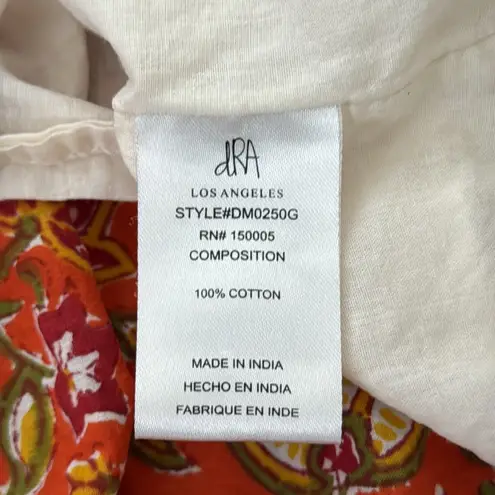 dRA
LOS ANGELES
STYLE#DM0250G
RN# 150005
COMPOSITION
100% COTTON
MADE IN INDIA
HECHO EN INDIA
FABRIQUE EN INDE